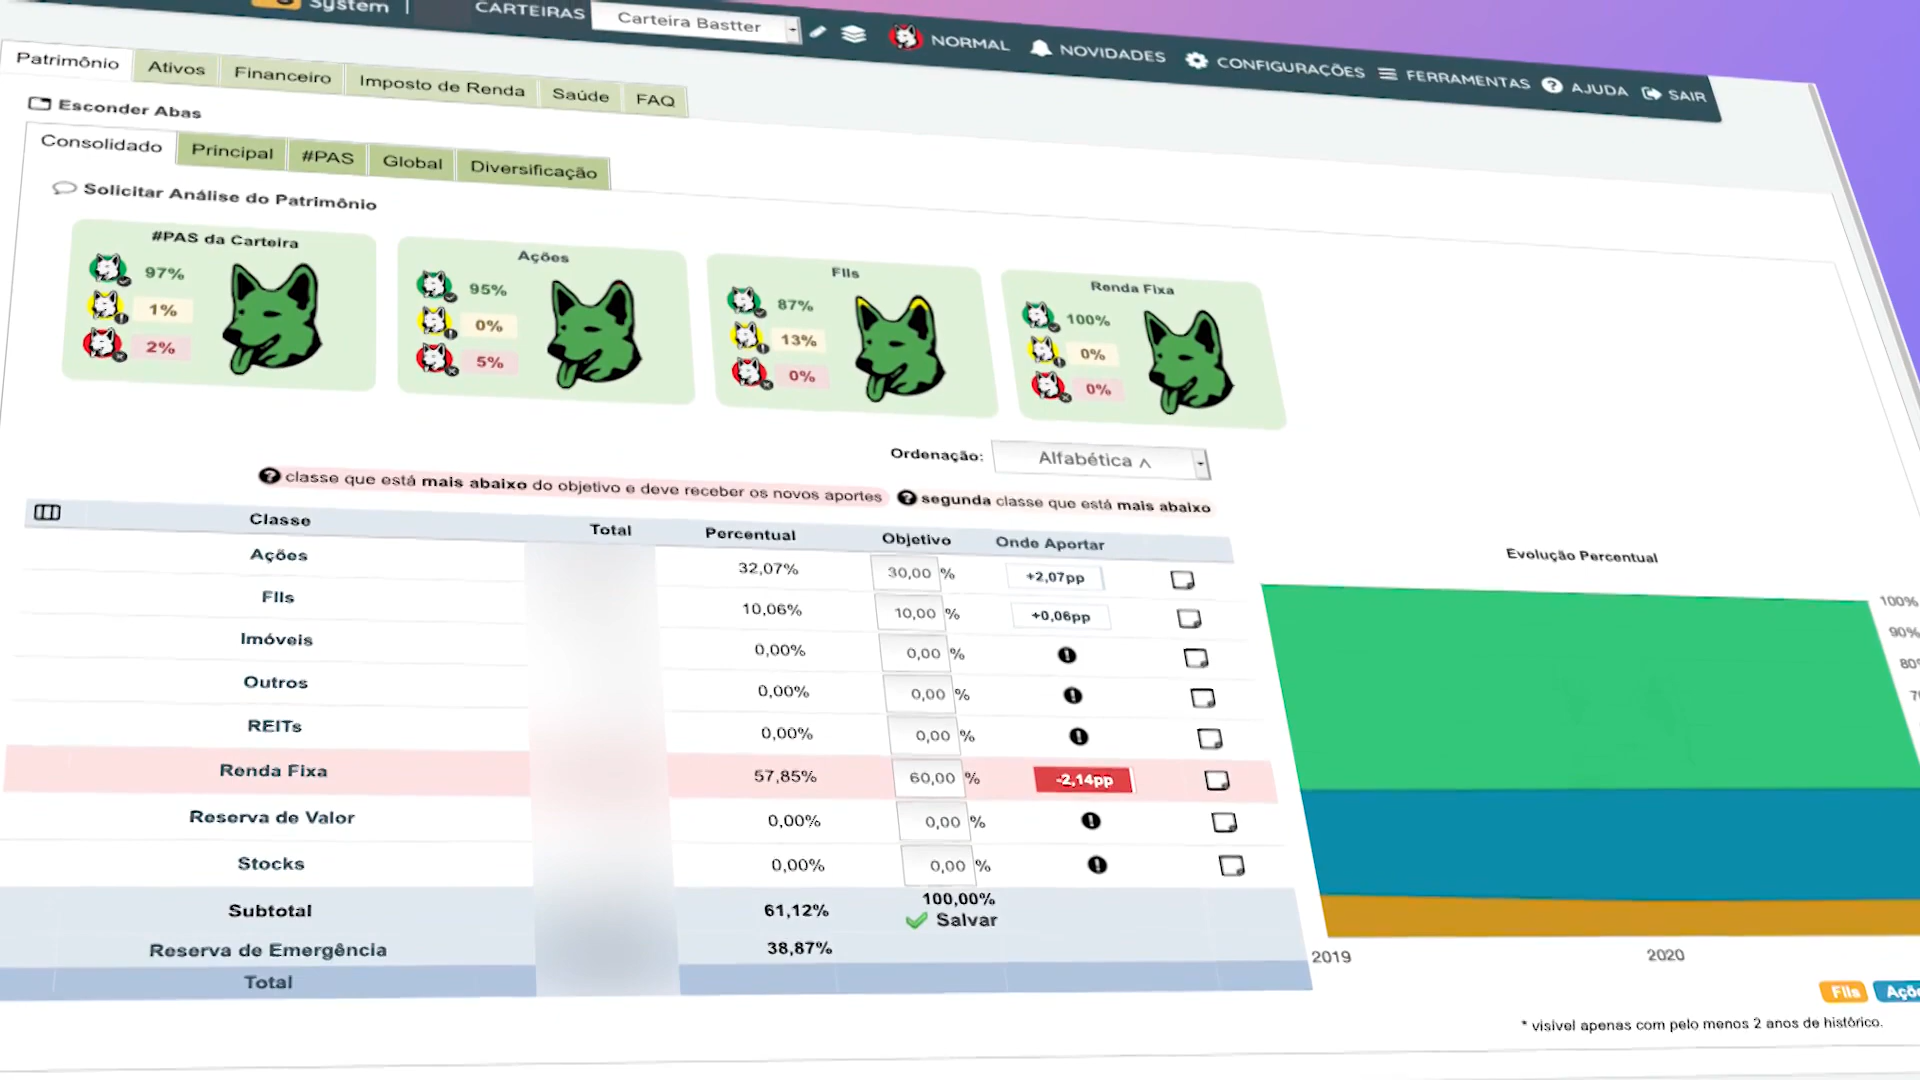 System | CARTEIRAS Carteira Bastter NORMAL NOVIDADES CONFIGURAÇÕES FERRAMENTAS AJUDA SAIR
Patrimônio Ativos Financeiro Imposto de Renda Saúde FAQ
Esconder Abas
Consolidado Principal #PAS Global Diversificação
Solicitar Análise do Patrimônio
#PAS da Carteira
97%
1%
2%
Ações
95%
0%
5%
FIIs
87%
13%
0%
Renda Fixa
100%
0%
0%
Ordenação: Alfabética ^
classe que está mais abaixo do objetivo e deve receber os novos aportes
segunda classe que está mais abaixo
Classe Total Percentual Objetivo Onde Aportar
Ações 32,07% 30,00 % +2,07pp
FIIs 10,06% 10,00 % +0,06pp
Imóveis 0,00% 0,00 %
Outros 0,00% 0,00 %
REITs 0,00% 0,00 %
Renda Fixa 57,85% 60,00 % -2,14pp
Reserva de Valor 0,00% 0,00 %
Stocks 0,00% 0,00 %
Subtotal 61,12% 100,00%
Salvar
Reserva de Emergência 38,87%
Total
Evolução Percentual
100%
90%
80
2019 2020
FIIs Açõe
* visível apenas com pelo menos 2 anos de histórico.